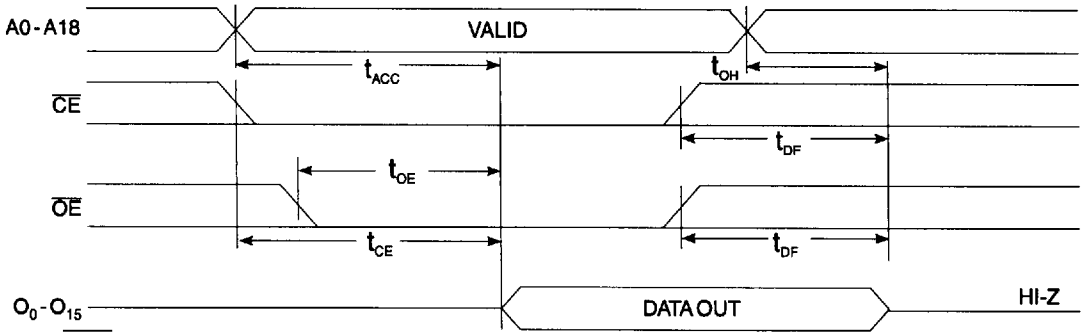 A0-A18 VALID
tACC tOH
CE
tDF
tOE
OE
tCE tDF
O0-O15 DATA OUT HI-Z